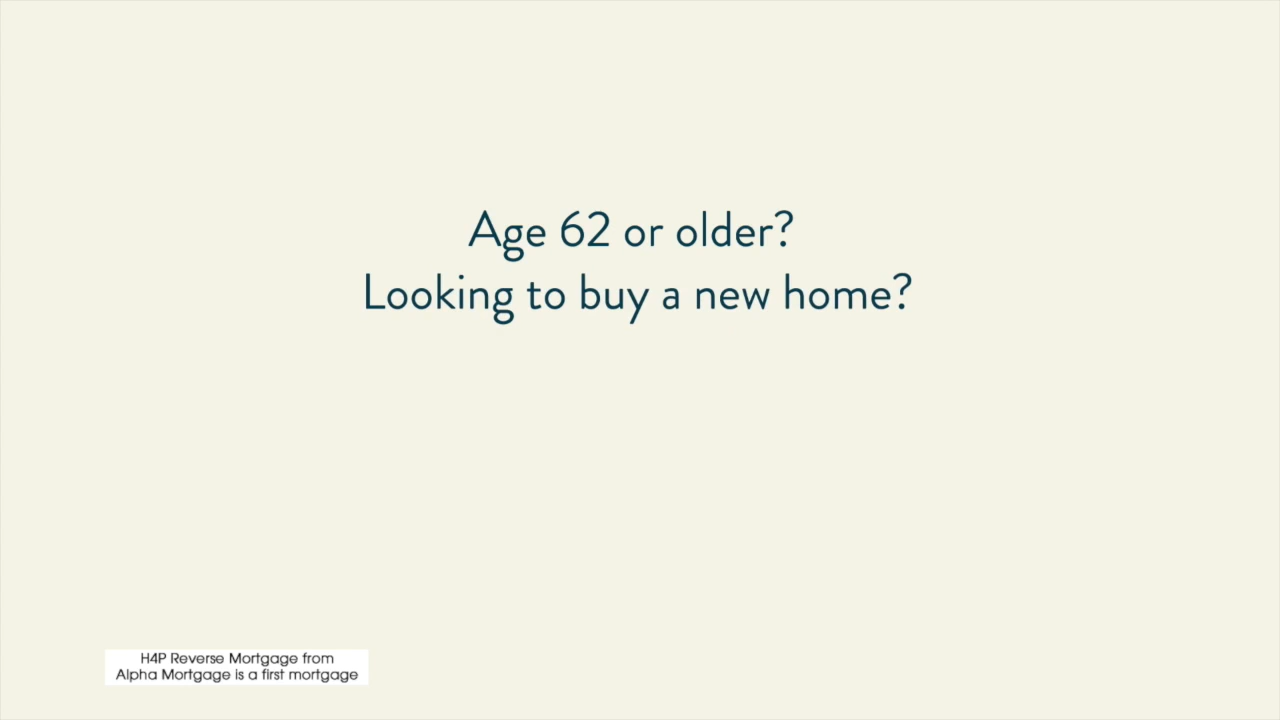 Age 62 or older?
Looking to buy a new home?
H4P Reverse Mortgage from
Alpha Mortgage is a first mortgage